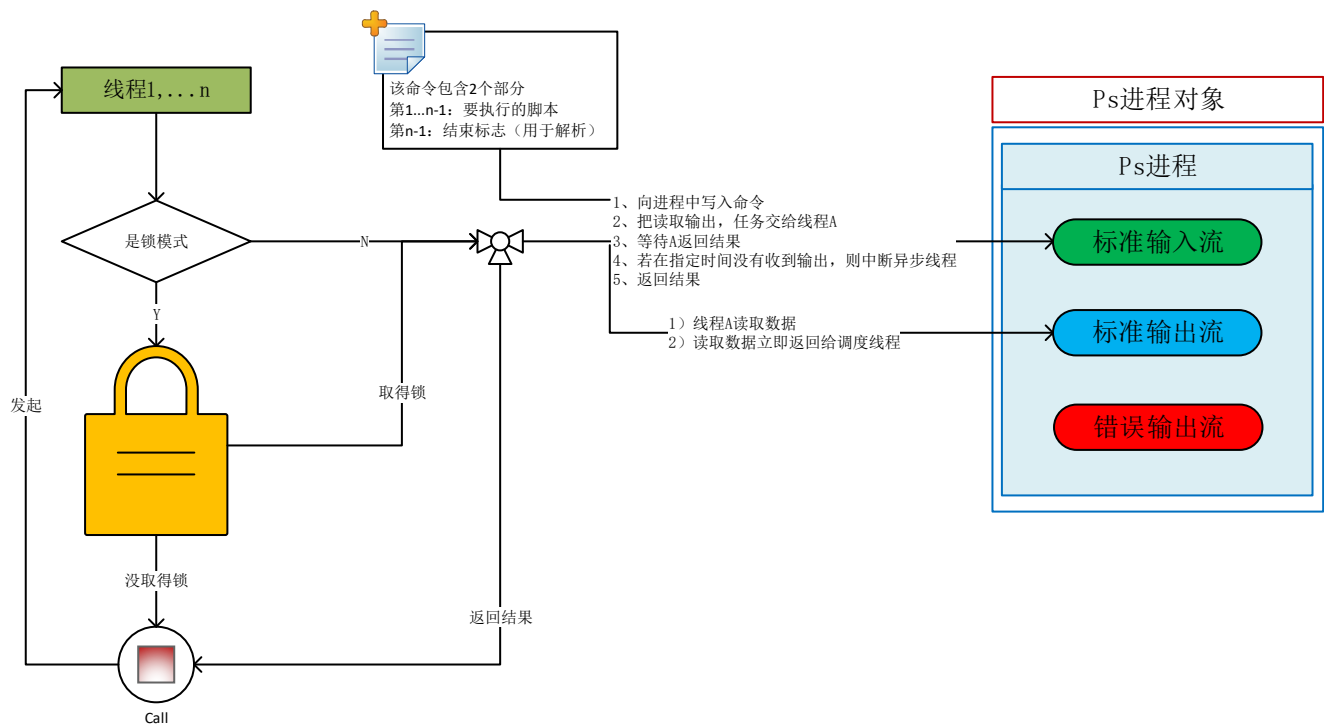 线程1,...n
该命令包含2个部分
第1...n-1：要执行的脚本
第n-1：结束标志（用于解析）
Ps进程对象
Ps进程
1、向进程中写入命令
2、把读取输出，任务交给线程A
3、等待A返回结果
4、若在指定时间没有收到输出，则中断异步线程
5、返回结果
是锁模式
N
标准输入流
Y
1）线程A读取数据
2）读取数据立即返回给调度线程
标准输出流
取得锁
发起
错误输出流
没取得锁
返回结果
Call